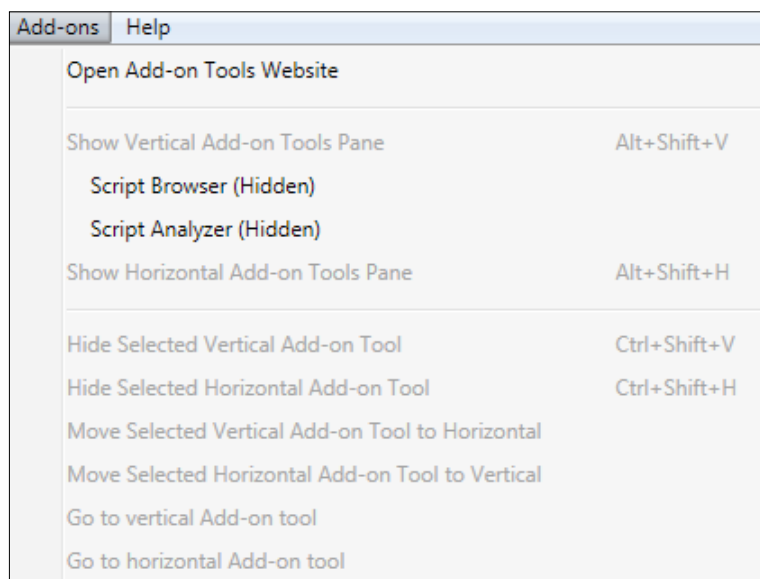 Add-ons Help
Open Add-on Tools Website
Show Vertical Add-on Tools Pane Alt+Shift+V
Script Browser (Hidden)
Script Analyzer (Hidden)
Show Horizontal Add-on Tools Pane Alt+Shift+H
Hide Selected Vertical Add-on Tool Ctrl+Shift+V
Hide Selected Horizontal Add-on Tool Ctrl+Shift+H
Move Selected Vertical Add-on Tool to Horizontal
Move Selected Horizontal Add-on Tool to Vertical
Go to vertical Add-on tool
Go to horizontal Add-on tool